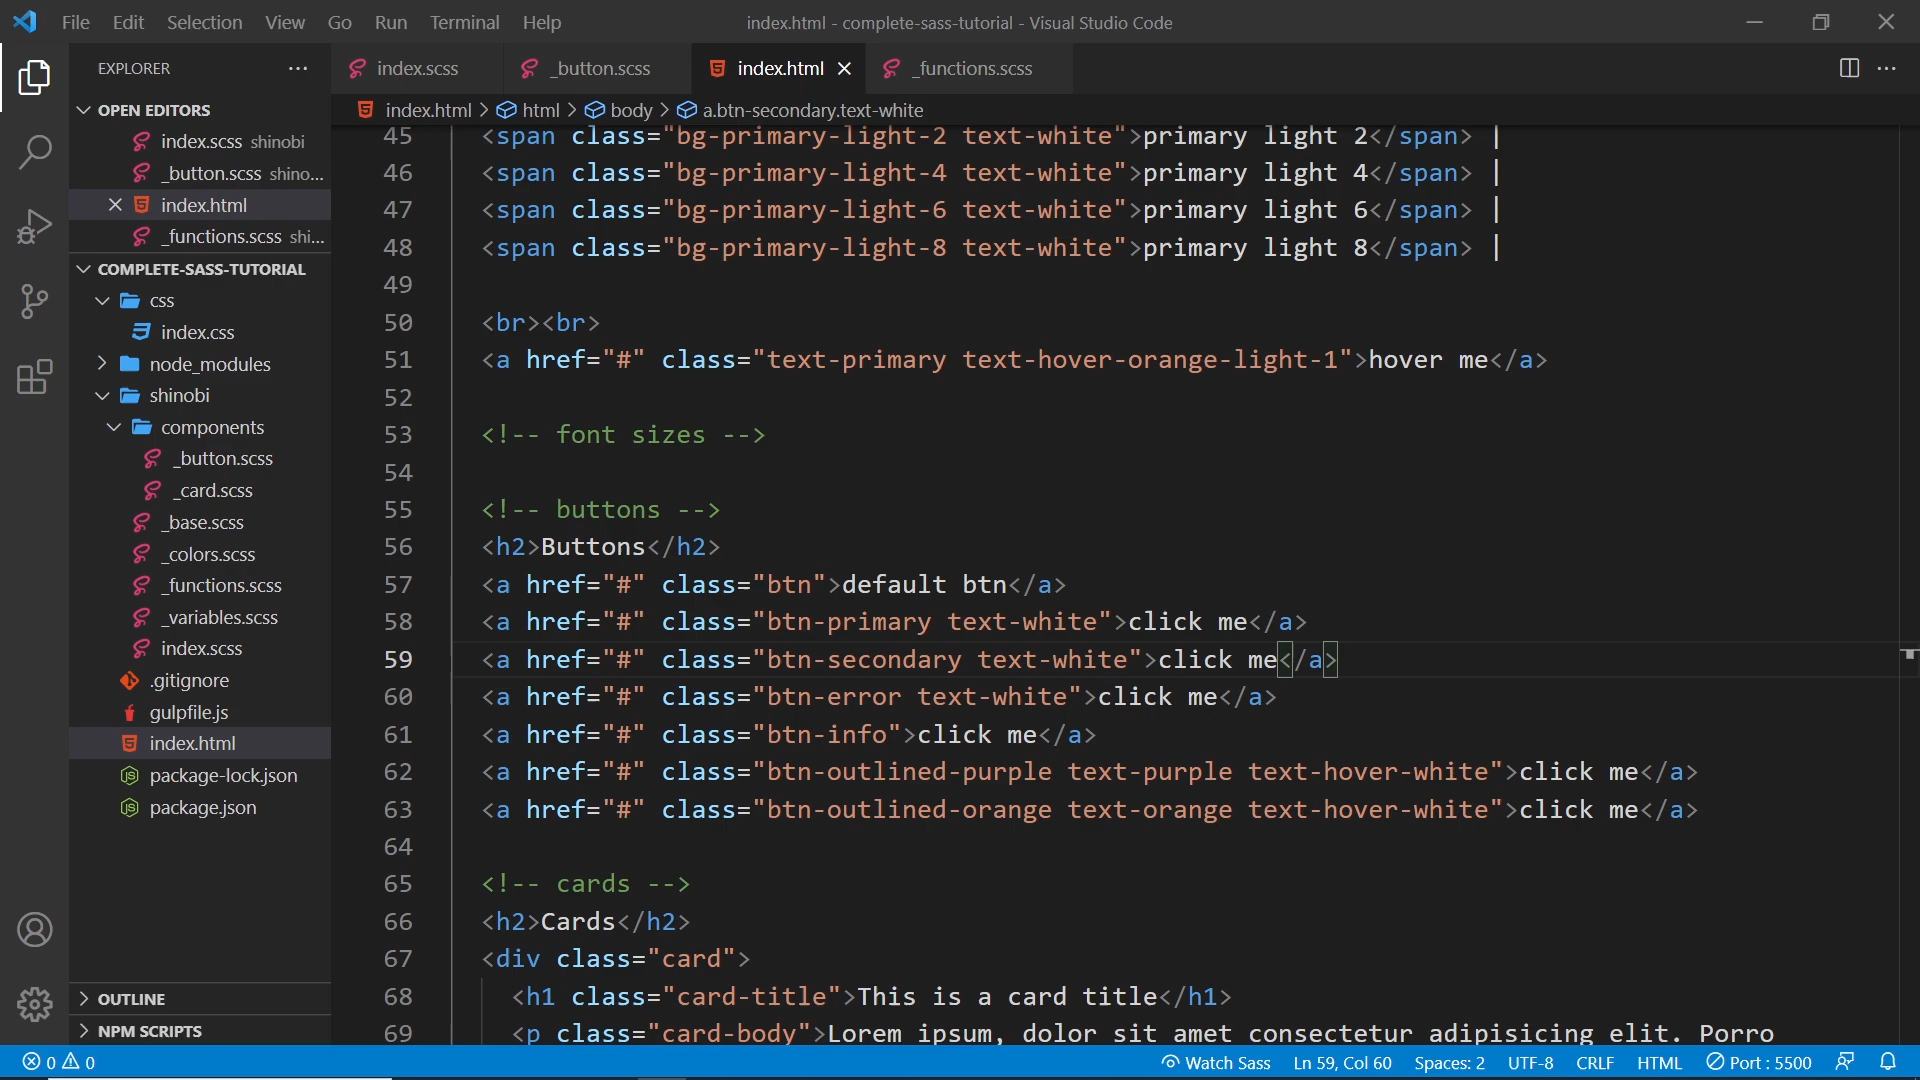 File Edit Selection View Go Run Terminal Help
index.html - complete-sass-tutorial - Visual Studio Code
EXPLORER
OPEN EDITORS
index.scss shinobi
_button.scss shino...
index.html
_functions.scss shi...
COMPLETE-SASS-TUTORIAL
css
index.css
node_modules
shinobi
components
_button.scss
_card.scss
_base.scss
_colors.scss
_functions.scss
_variables.scss
index.scss
.gitignore
gulpfile.js
index.html
package-lock.json
package.json
OUTLINE
NPM SCRIPTS
index.scss _button.scss index.html _functions.scss
index.html > html > body > a.btn-secondary.text-white
45 <span class="bg-primary-light-2 text-white">primary light 2</span> |
46 <span class="bg-primary-light-4 text-white">primary light 4</span> |
47 <span class="bg-primary-light-6 text-white">primary light 6</span> |
48 <span class="bg-primary-light-8 text-white">primary light 8</span> |
49
50 <br><br>
51 <a href="#" class="text-primary text-hover-orange-light-1">hover me</a>
52
53 <!-- font sizes -->
54
55 <!-- buttons -->
56 <h2>Buttons</h2>
57 <a href="#" class="btn">default btn</a>
58 <a href="#" class="btn-primary text-white">click me</a>
59 <a href="#" class="btn-secondary text-white">click me</a>
60 <a href="#" class="btn-error text-white">click me</a>
61 <a href="#" class="btn-info">click me</a>
62 <a href="#" class="btn-outlined-purple text-purple text-hover-white">click me</a>
63 <a href="#" class="btn-outlined-orange text-orange text-hover-white">click me</a>
64
65 <!-- cards -->
66 <h2>Cards</h2>
67 <div class="card">
68 <h1 class="card-title">This is a card title</h1>
69 <p class="card-body">Lorem ipsum, dolor sit amet consectetur adipisicing elit. Porro
0 0 Watch Sass Ln 59, Col 60 Spaces: 2 UTF-8 CRLF HTML Port : 5500